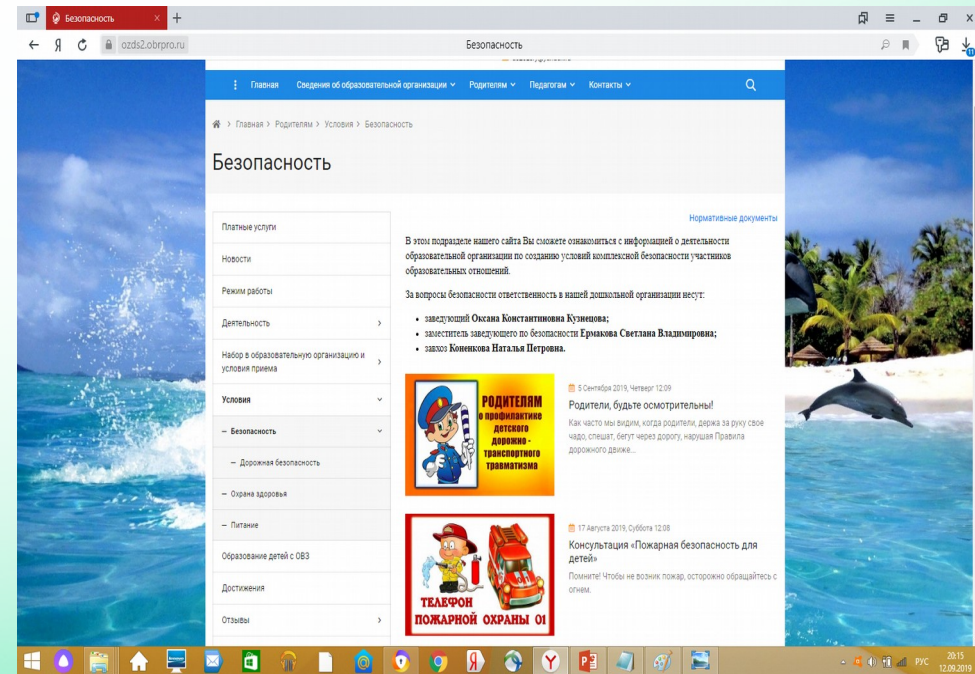 Безопасность
ozds2.obrpro.ru
Безопасность
Главная Сведения об образовательной организации Родителям Педагогам Контакты
> Главная > Родителям > Условия > Безопасность
Безопасность
Нормативные документы
Платные услуги
Новости
Режим работы
Деятельность
Набор в образовательную организацию и
условия приема
Условия
– Безопасность
– Дорожная безопасность
– Охрана здоровья
– Питание
Образование детей с ОВЗ
Достижения
Отзывы
В этом подразделе нашего сайта Вы сможете ознакомиться с информацией о деятельности
образовательной организации по созданию условий комплексной безопасности участников
образовательных отношений.
За вопросы безопасности ответственность в нашей дошкольной организации несут:
• заведующий Оксана Константиновна Кузнецова;
• заместитель заведующего по безопасности Ермакова Светлана Владимировна;
• завхоз Коненкова Наталья Петровна.
РОДИТЕЛЯМ
о профилактике
детского
дорожно -
транспортного
травматизма
5 Сентября 2019, Четверг 12:09
Родители, будьте осмотрительны!
Как часто мы видим, когда родители, держа за руку свое
чадо, спешат, бегут через дорогу, нарушая Правила
дорожного движе...
ТЕЛЕФОН
ПОЖАРНОЙ ОХРАНЫ 01
17 Августа 2019, Суббота 12:08
Консультация «Пожарная безопасность для
детей»
Помните! Чтобы не возник пожар, осторожно обращайтесь с
огнем.
РУС
20:15
12.09.2019